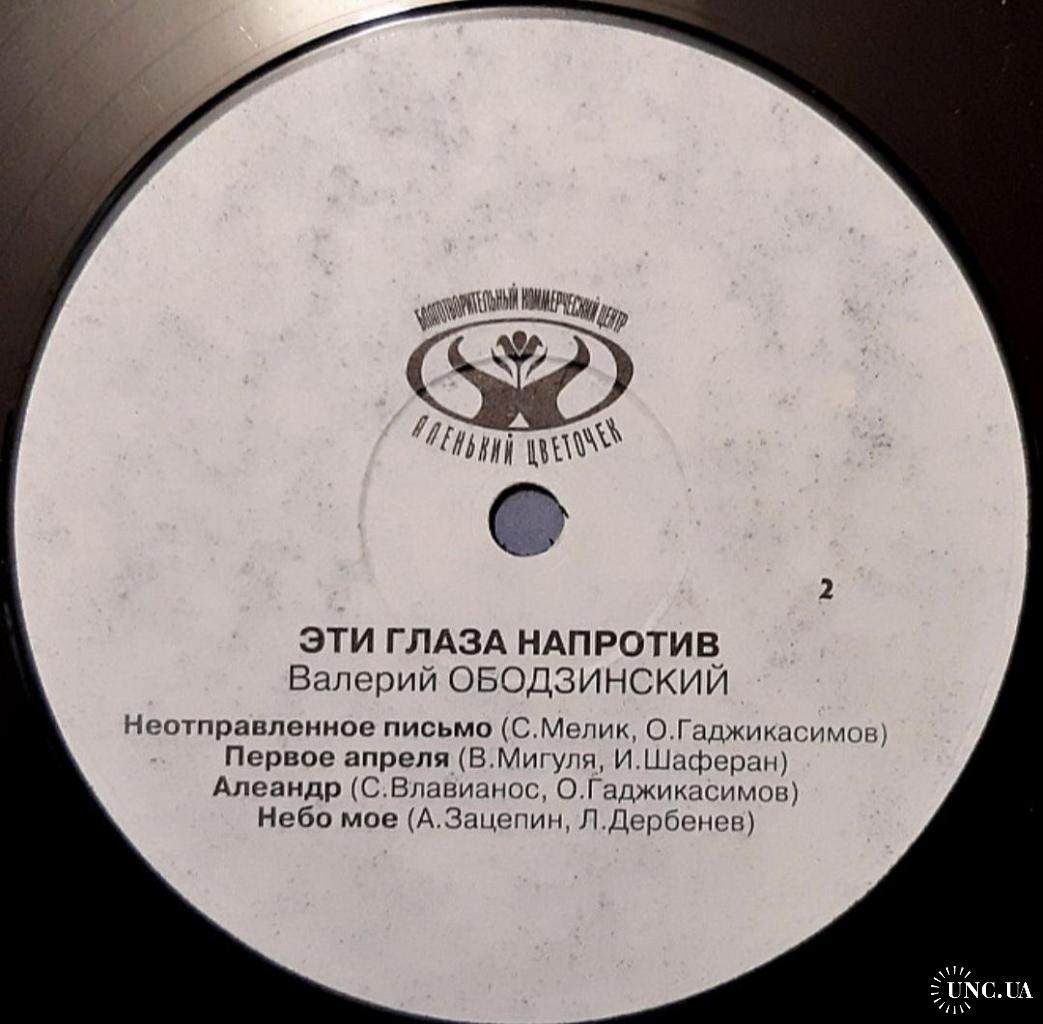 БЛАГОТВОРИТЕЛЬНЫЙ КОММЕРЧЕСКИЙ ЦЕНТР
АЛЕНЬКИЙ ЦВЕТОЧЕК
2
ЭТИ ГЛАЗА НАПРОТИВ
Валерий ОБОДЗИНСКИЙ
Неотправленное письмо (С.Мелик, О.Гаджикасимов)
Первое апреля (В.Мигуля, И.Шаферан)
Алеандр (С.Влавианос, О.Гаджикасимов)
Небо мое (А.Зацепин, Л.Дербенев)
UNC.UA